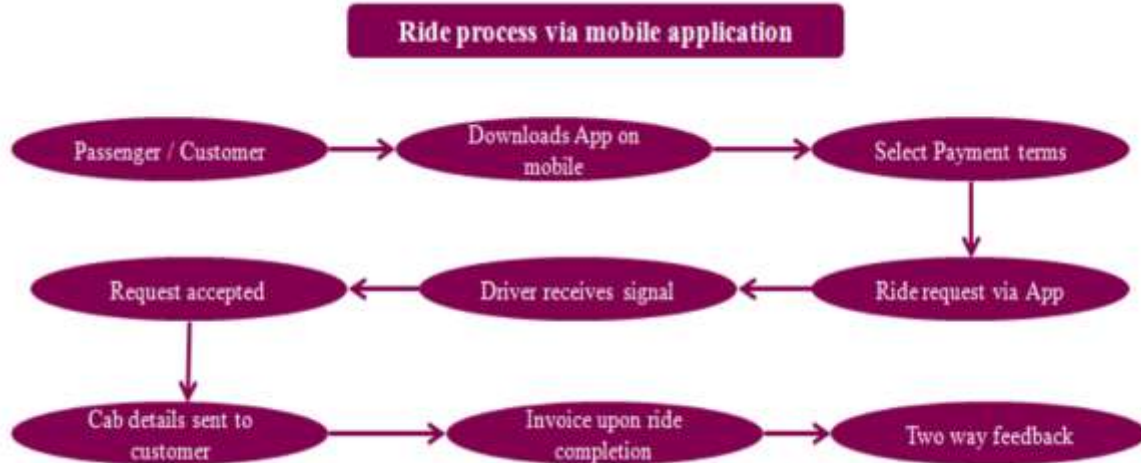 Ride process via mobile application
Passenger / Customer
Downloads App on
mobile
Select Payment terms
Ride request via App
Driver receives signal
Request accepted
Cab details sent to
customer
Invoice upon ride
completion
Two way feedback